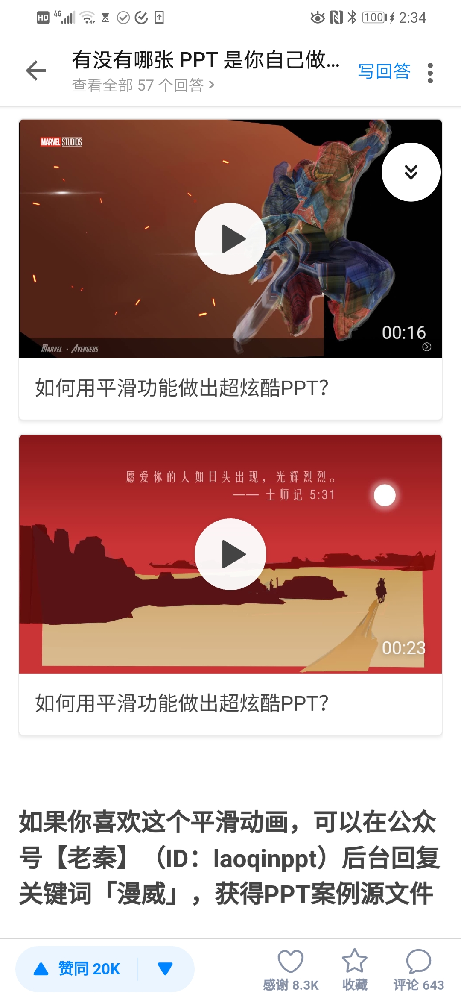 HD 4G 100 2:34
有没有哪张 PPT 是你自己做...
写回答
查看全部 57 个回答 >
MARVEL STUDIOS
00:16
MARVEL - AVENGERS
如何用平滑功能做出超炫酷PPT？
愿爱你的人如日头出现，光辉烈烈。
—— 士师记 5:31
00:23
如何用平滑功能做出超炫酷PPT？
如果你喜欢这个平滑动画，可以在公众
号【老秦】（ID：laoqinppt）后台回复
关键词「漫威」，获得PPT案例源文件
赞同 20K
感谢 8.3K 收藏 评论 643